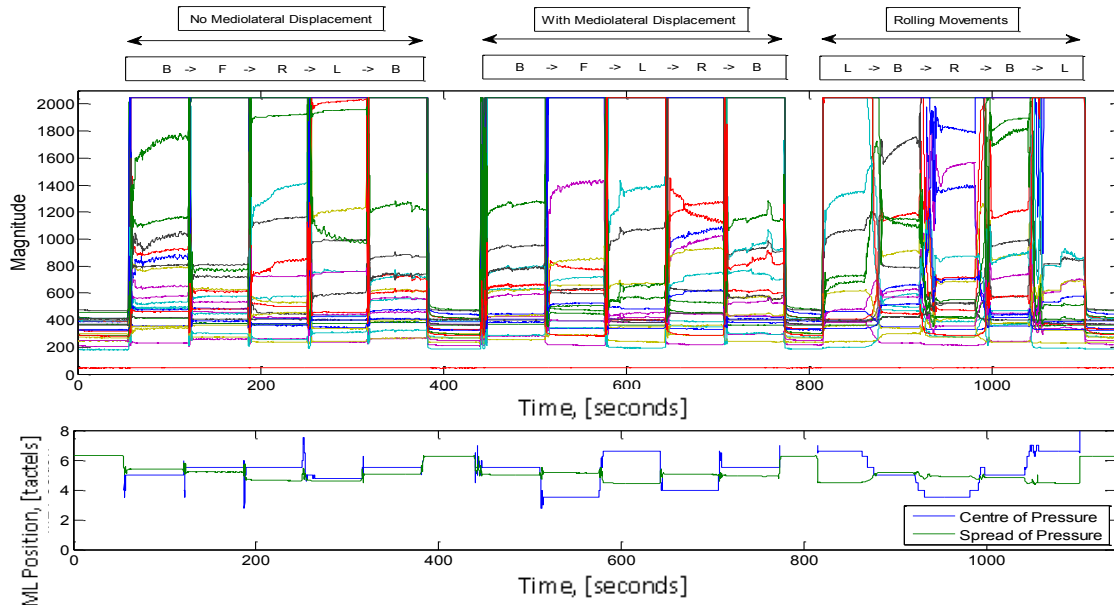 No Mediolateral Displacement
With Mediolateral Displacement
Rolling Movements
B -> F -> R -> L -> B
B -> F -> L -> R -> B
L -> B -> R -> B -> L
Magnitude
2000
1800
1600
1400
1200
1000
800
600
400
200
0
0 200 400 600 800 1000
Time, [seconds]
ML Position, [tactels]
8
6
4
2
0
Centre of Pressure
Spread of Pressure
0 200 400 600 800 1000
Time, [seconds]